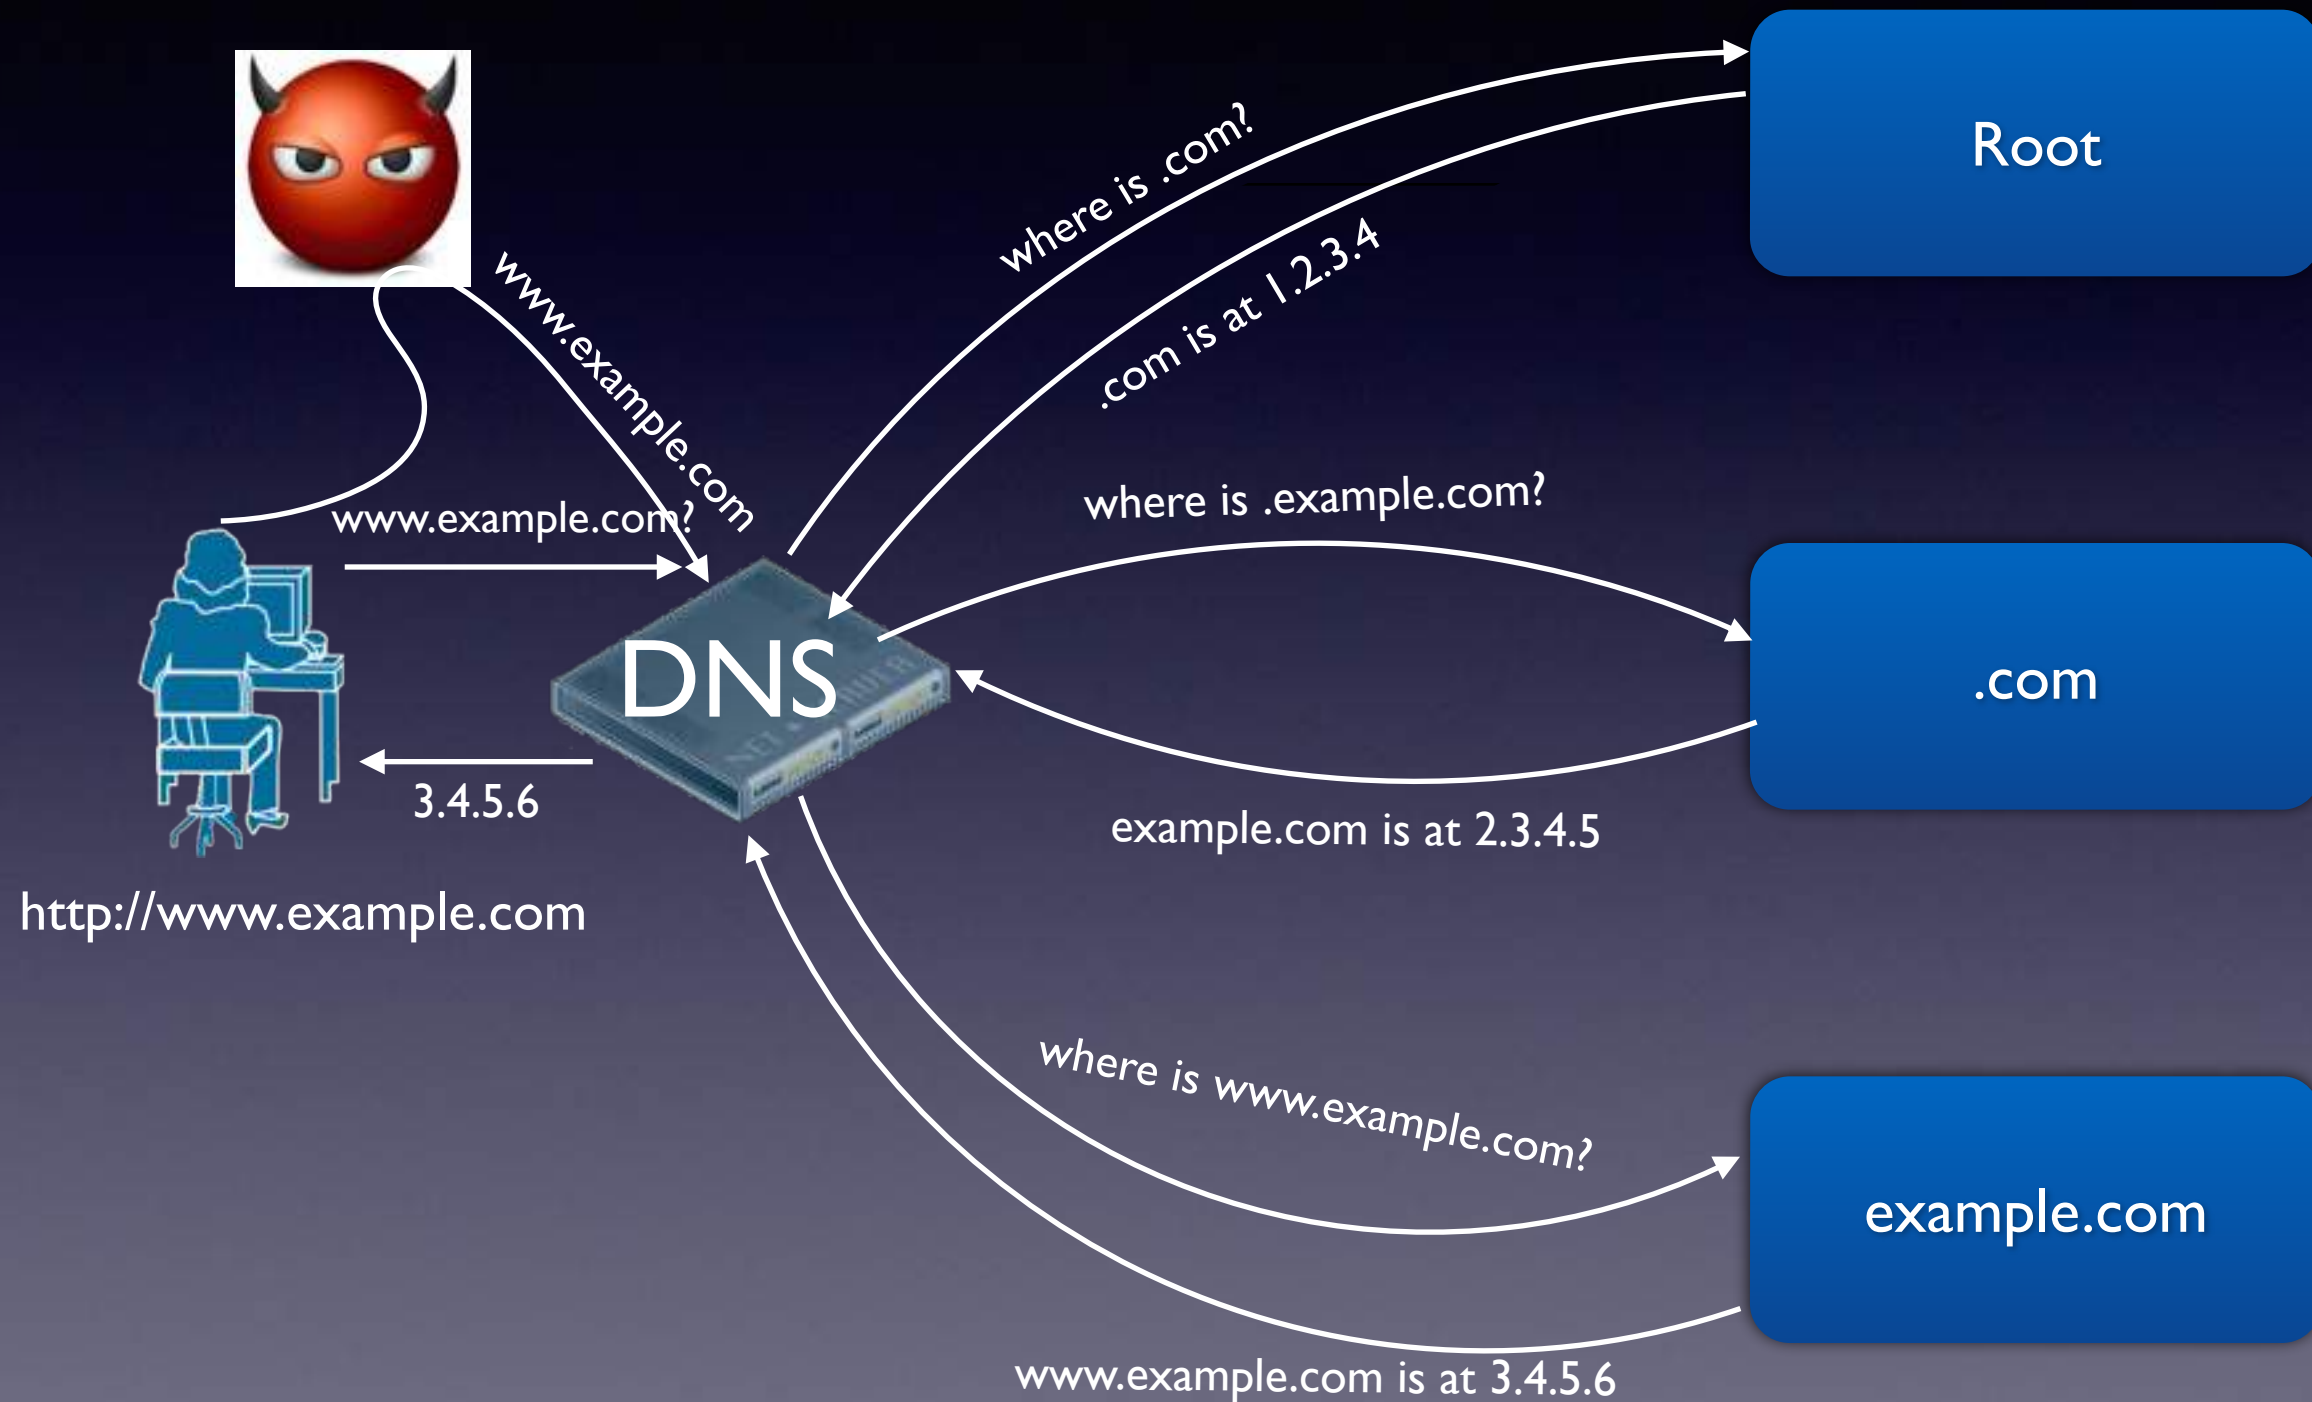 Root
where is .com?
.com is at 1.2.3.4
www.example.com
where is .example.com?
www.example.com?
DNS
.com
3.4.5.6
example.com is at 2.3.4.5
http://www.example.com
where is www.example.com?
example.com
www.example.com is at 3.4.5.6